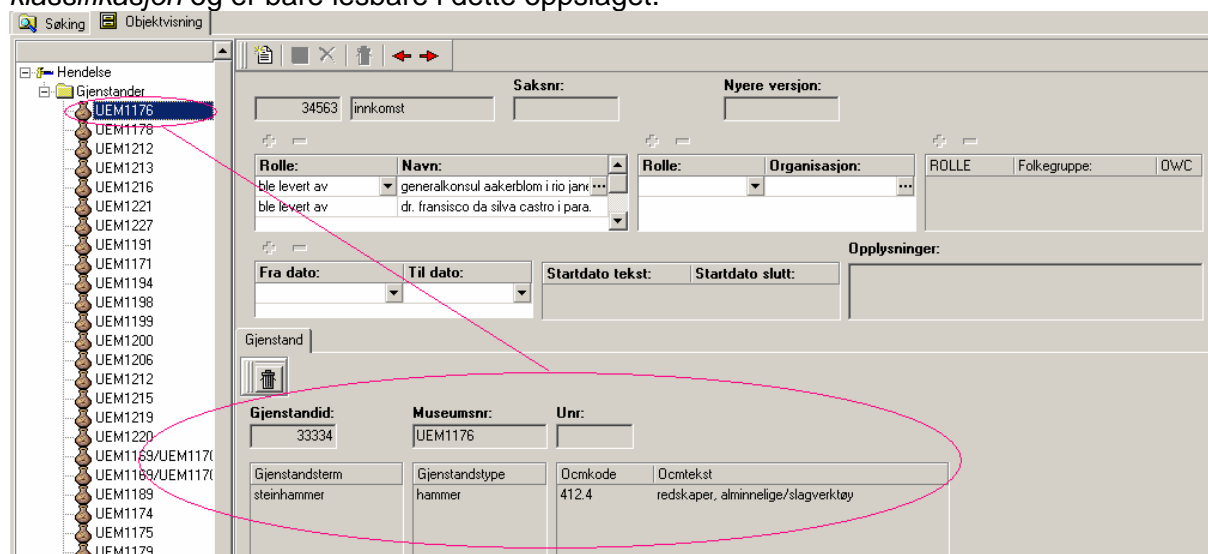 klassifikasjon og er bare lesbare i dette oppslaget.
Søking Objektvisning
Hendelse
Gjenstander
UEM1176
UEM1178
UEM1212
UEM1213
UEM1216
UEM1221
UEM1227
UEM1191
UEM1171
UEM1194
UEM1198
UEM1199
UEM1200
UEM1206
UEM1212
UEM1215
UEM1219
UEM1220
UEM1169/UEM117(
UEM1169/UEM117(
UEM1189
UEM1174
UEM1175
UEM1179
Saksnr: Nyere versjon:
34563 innkomst
Rolle: Navn:
ble levert av generalkonsul aakerblom i rio jane ...
ble levert av dr. fransisco da silva castro i para.
Rolle: Organisasjon:
...
ROLLE Folkegruppe: OWC
Fra dato: Til dato:
Startdato tekst: Startdato slutt:
Opplysninger:
Gjenstand
Gjenstandid: Museumsnr: Unr:
33334 UEM1176
Gjenstandsterm Gjenstandstype Ocmkode Ocmtekst
steinhammer hammer 412.4 redskaper, alminnelige/slagverktøy